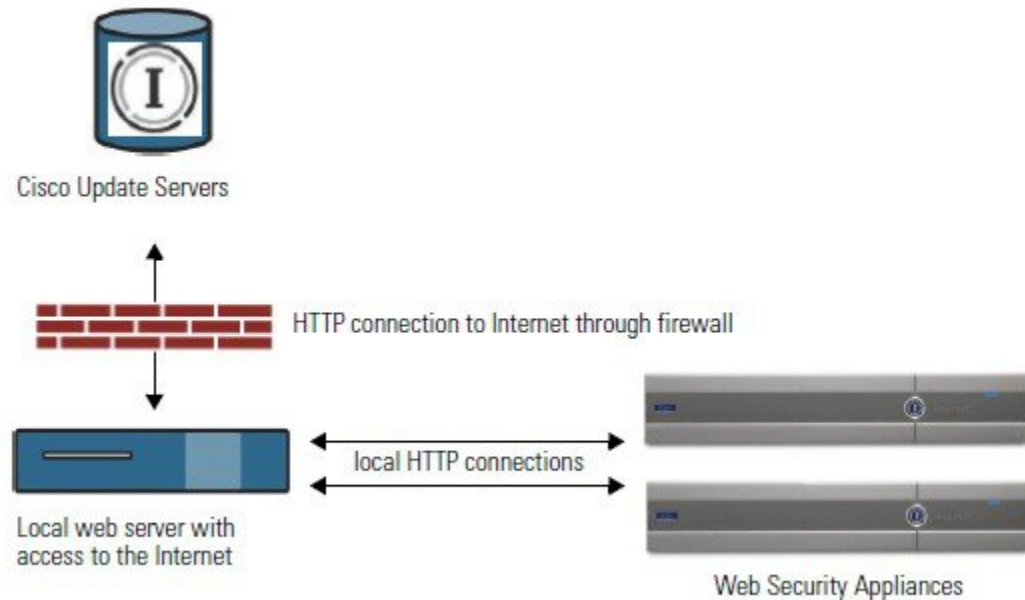 I
Cisco Update Servers
HTTP connection to Internet through firewall
local HTTP connections
Local web server with
access to the Internet
Web Security Appliances